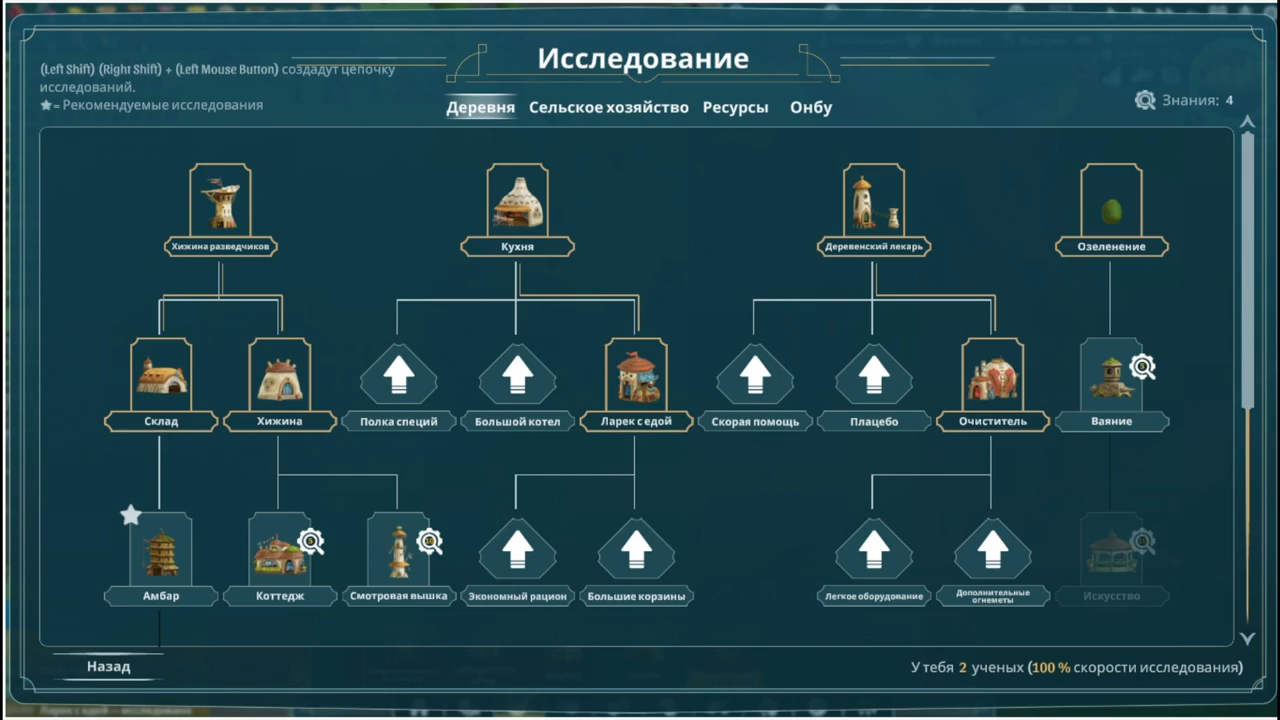 Исследование
(Left Shift) (Right Shift) + (Left Mouse Button) создадут цепочку
исследований.
★= Рекомендуемые исследования
Деревня Сельское хозяйство Ресурсы Онбу
Знания: 4
Хижина разведчиков Кухня Деревенский лекарь Озеленение
Склад Хижина Полка специй Большой котел Ларек с едой Скорая помощь Плацебо Очиститель Ваяние
Амбар Коттедж Смотровая вышка Экономный рацион Большие корзины Легкое оборудование Дополнительные
огнеметы Искусство
Назад
У тебя 2 ученых (100 % скорости исследования)